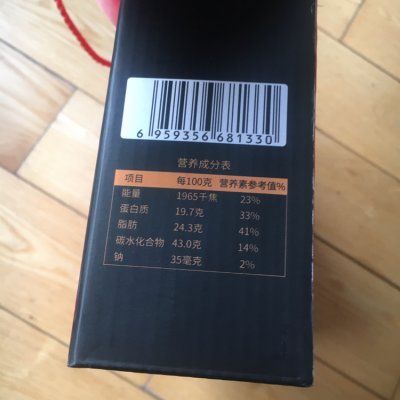 6 959356 681330
营养成分表
项目 每100克 营养素参考值%
能量 1965千焦 23%
蛋白质 19.7克 33%
脂肪 24.3克 41%
碳水化合物 43.0克 14%
钠 35毫克 2%